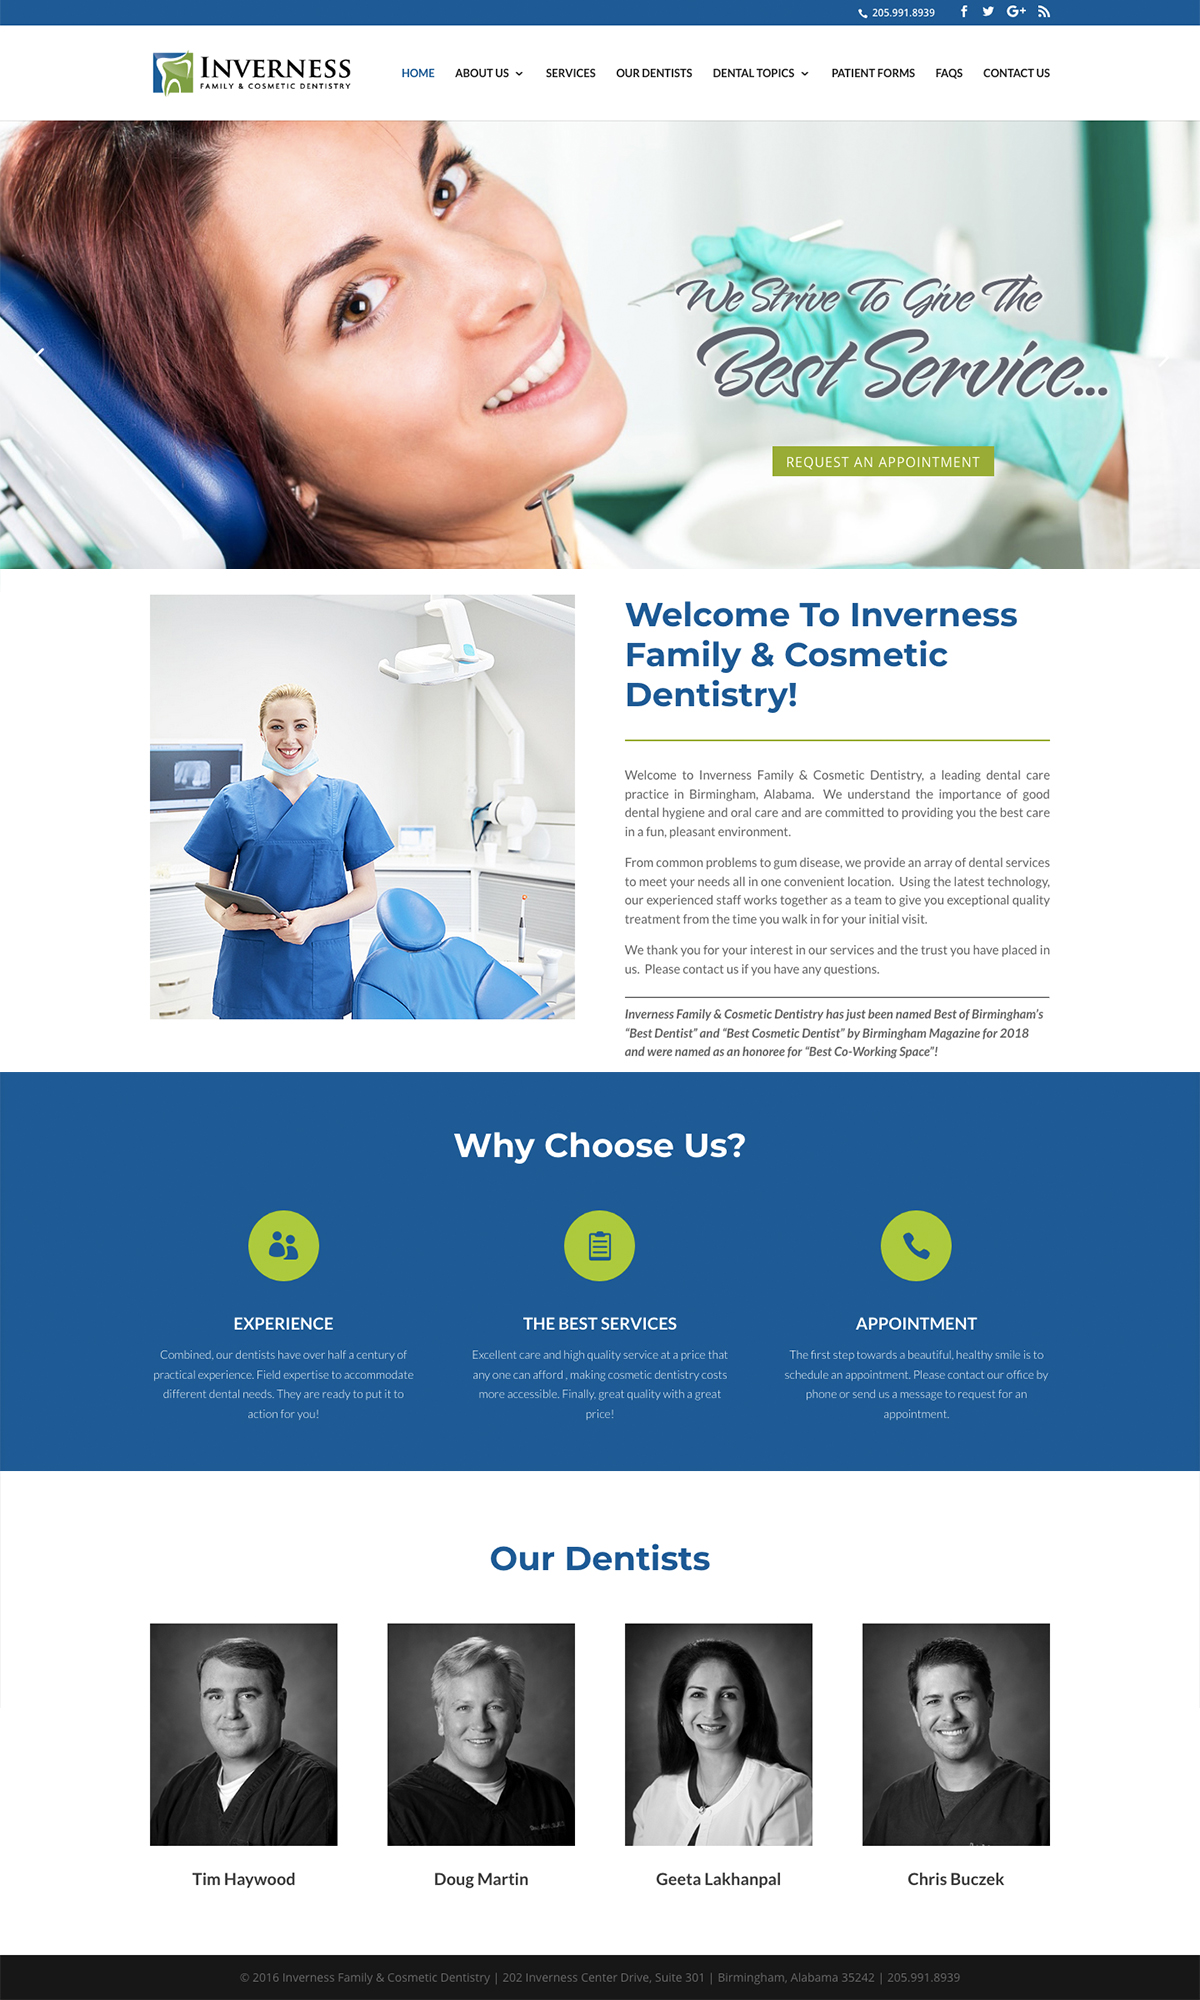 205.991.8939
INVERNESS
FAMILY & COSMETIC DENTISTRY
HOME ABOUT US SERVICES OUR DENTISTS DENTAL TOPICS PATIENT FORMS FAQS CONTACT US
We Strive To Give The
Best Service...
REQUEST AN APPOINTMENT
Welcome To Inverness
Family & Cosmetic
Dentistry!
Welcome to Inverness Family & Cosmetic Dentistry, a leading dental care
practice in Birmingham, Alabama. We understand the importance of good
dental hygiene and oral care and are committed to providing you the best care
in a fun, pleasant environment.
From common problems to gum disease, we provide an array of dental services
to meet your needs all in one convenient location. Using the latest technology,
our experienced staff works together as a team to give you exceptional quality
treatment from the time you walk in for your initial visit.
We thank you for your interest in our services and the trust you have placed in
us. Please contact us if you have any questions.
Inverness Family & Cosmetic Dentistry has just been named Best of Birmingham's
“Best Dentist” and “Best Cosmetic Dentist” by Birmingham Magazine for 2018
and were named as an honoree for “Best Co-Working Space”!
Why Choose Us?
EXPERIENCE
Combined, our dentists have over half a century of
practical experience. Field expertise to accommodate
different dental needs. They are ready to put it to
action for you!
THE BEST SERVICES
Excellent care and high quality service at a price that
any one can afford , making cosmetic dentistry costs
more accessible. Finally, great quality with a great
price!
APPOINTMENT
The first step towards a beautiful, healthy smile is to
schedule an appointment. Please contact our office by
phone or send us a message to request for an
appointment.
Our Dentists
Tim Haywood
Doug Martin
Geeta Lakhanpal
Chris Buczek
© 2016 Inverness Family & Cosmetic Dentistry | 202 Inverness Center Drive, Suite 301 | Birmingham, Alabama 35242 | 205.991.8939